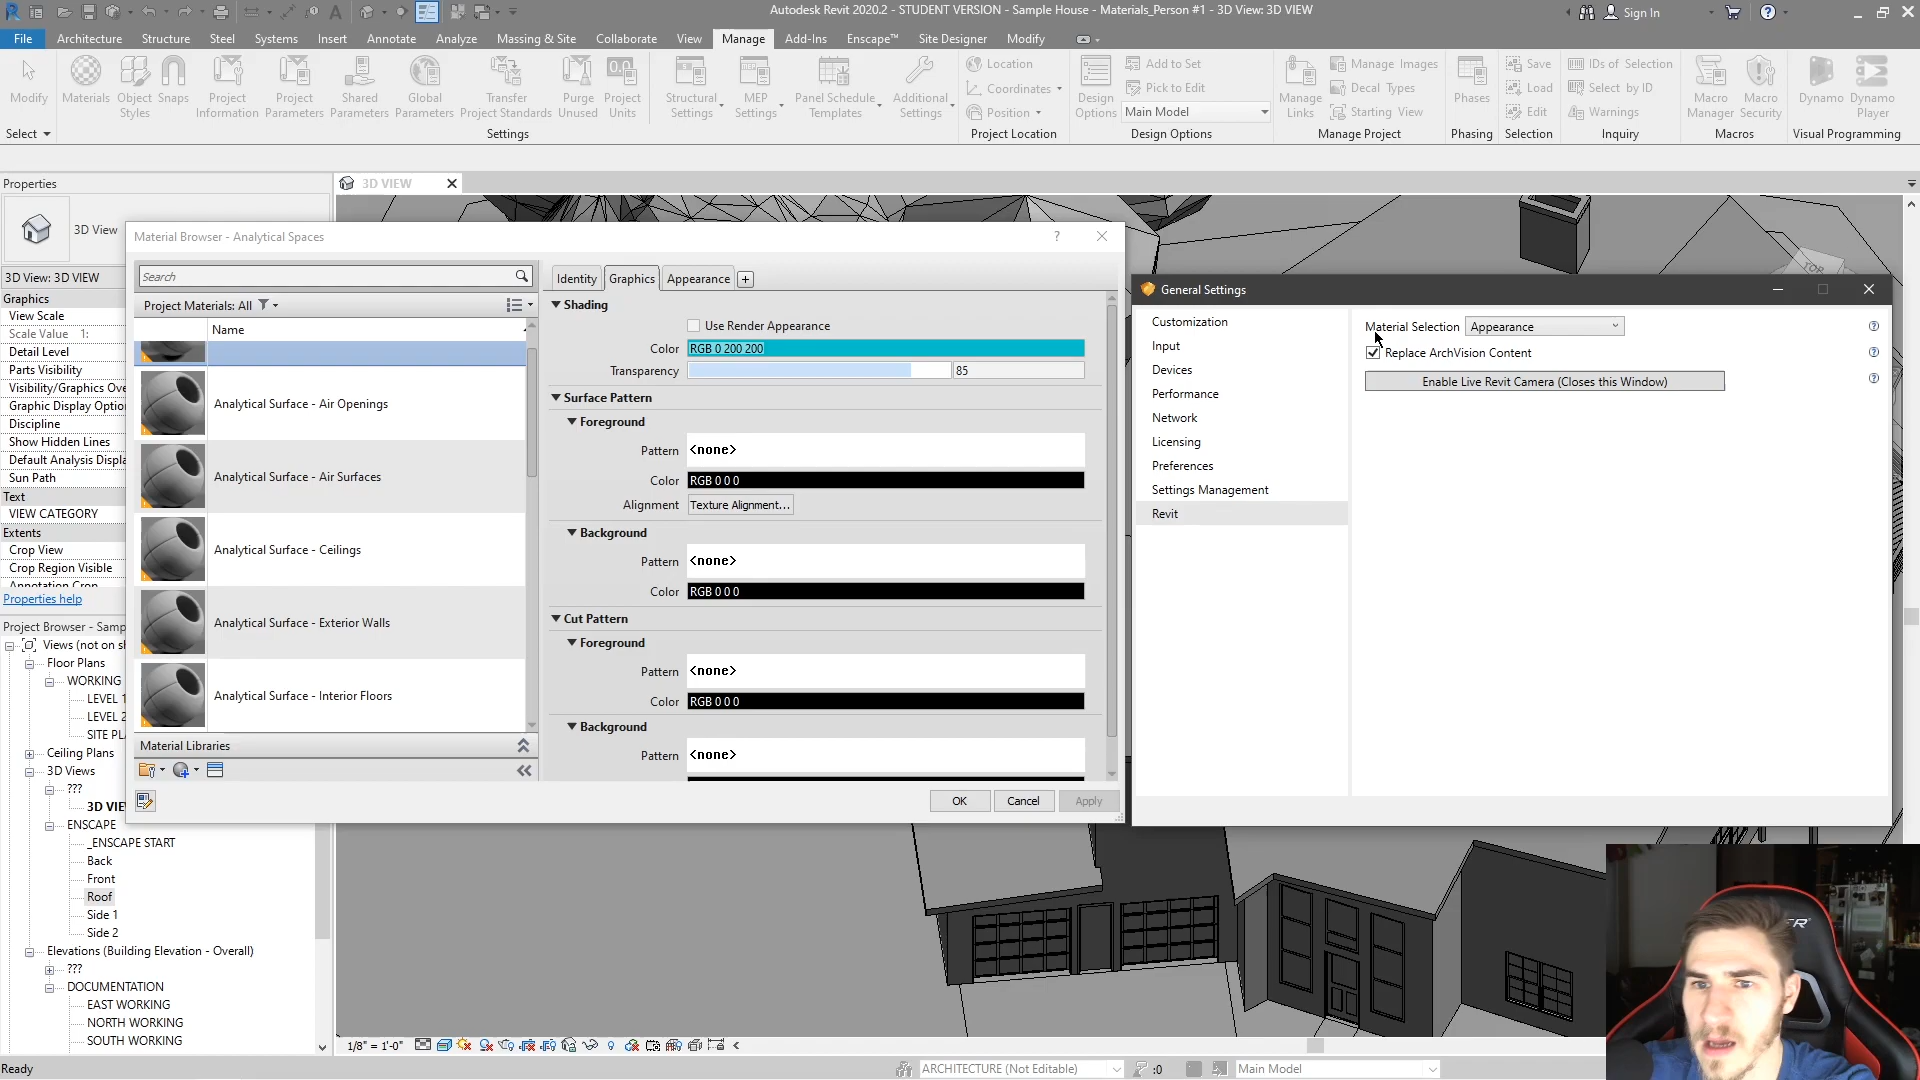 Autodesk Revit 2020.2 - STUDENT VERSION - Sample House - Materials_Person #1 - 3D View: 3D VIEW
Sign In
File Architecture Structure Steel Systems Insert Annotate Analyze Massing & Site Collaborate View Manage Add-Ins Enscape™ Site Designer Modify
Modify
Materials
Object Styles
Snaps
Project Information
Project Parameters
Shared Parameters
Global Parameters
Transfer Project Standards
Purge Unused
Project Units
Structural Settings
MEP Settings
Panel Schedule Templates
Additional Settings
Location
Coordinates
Position
Design Options
Add to Set
Pick to Edit
Main Model
Manage Links
Manage Images
Decal Types
Starting View
Phases
Save
Load
Edit
IDs of Selection
Select by ID
Warnings
Macro Manager
Macro Security
Dynamo
Dynamo Player
Select
Settings
Project Location
Design Options
Manage Project
Phasing
Selection
Inquiry
Macros
Visual Programming
Properties
3D VIEW
3D View
3D View: 3D VIEW
Graphics
View Scale
Scale Value 1:
Detail Level
Parts Visibility
Visibility/Graphics Ove
Graphic Display Option
Discipline
Show Hidden Lines
Default Analysis Displa
Sun Path
Text
VIEW CATEGORY
Extents
Crop View
Crop Region Visible
Annotation Crop
Properties help
Project Browser - Samp
Views (not on sh
Floor Plans
WORKING
LEVEL 1
LEVEL 2
SITE PL
Ceiling Plans
3D Views
???
3D VIE
ENSCAPE
_ENSCAPE START
Back
Front
Roof
Side 1
Side 2
Elevations (Building Elevation - Overall)
???
DOCUMENTATION
EAST WORKING
NORTH WORKING
SOUTH WORKING
Material Browser - Analytical Spaces
?
Search
Project Materials: All
Name
Analytical Surface - Air Openings
Analytical Surface - Air Surfaces
Analytical Surface - Ceilings
Analytical Surface - Exterior Walls
Analytical Surface - Interior Floors
Material Libraries
Identity Graphics Appearance
Shading
Use Render Appearance
Color RGB 0 200 200
Transparency 85
Surface Pattern
Foreground
Pattern <none>
Color RGB 0 0 0
Alignment Texture Alignment...
Background
Pattern <none>
Color RGB 0 0 0
Cut Pattern
Foreground
Pattern <none>
Color RGB 0 0 0
Background
Pattern <none>
OK Cancel Apply
General Settings
Customization
Input
Devices
Performance
Network
Licensing
Preferences
Settings Management
Revit
Material Selection Appearance
Replace ArchVision Content
Enable Live Revit Camera (Closes this Window)
TOP
1/8" = 1'-0"
Ready
ARCHITECTURE (Not Editable)
:0
Main Model